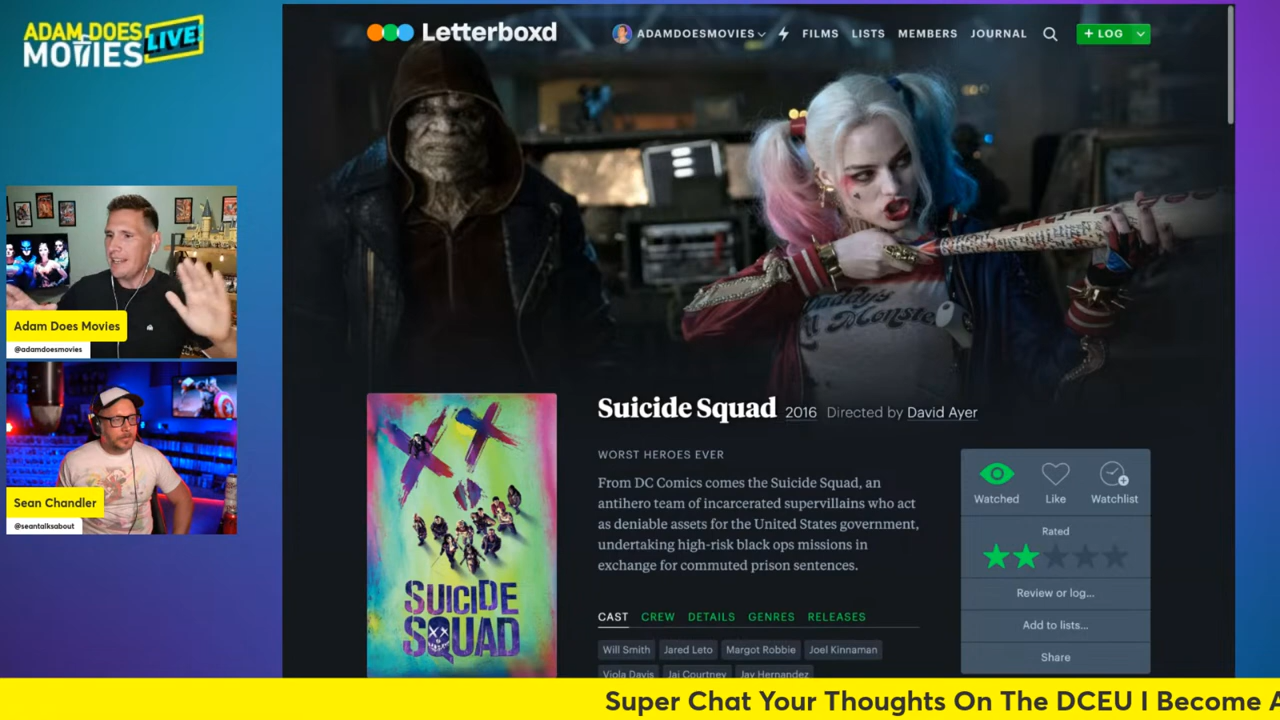 ADAM DOES
MOVIES LIVE!
Letterboxd
ADAMDOESMOVIES
FILMS
LISTS
MEMBERS
JOURNAL
+ LOG
Daddy's
Lil Monster
Adam Does Movies
@adamdoesmovies
Sean Chandler
@seantalksabout
SUICIDE
SQUAD
Suicide Squad 2016 Directed by David Ayer
WORST HEROES EVER
From DC Comics comes the Suicide Squad, an
antihero team of incarcerated supervillains who act
as deniable assets for the United States government,
undertaking high-risk black ops missions in
exchange for commuted prison sentences.
CAST CREW DETAILS GENRES RELEASES
Will Smith Jared Leto Margot Robbie Joel Kinnaman
Viola Davis Jai Courtney Jay Hernandez
Watched Like Watchlist
Rated
Review or log...
Add to lists...
Share
Super Chat Your Thoughts On The DCEU I Become A